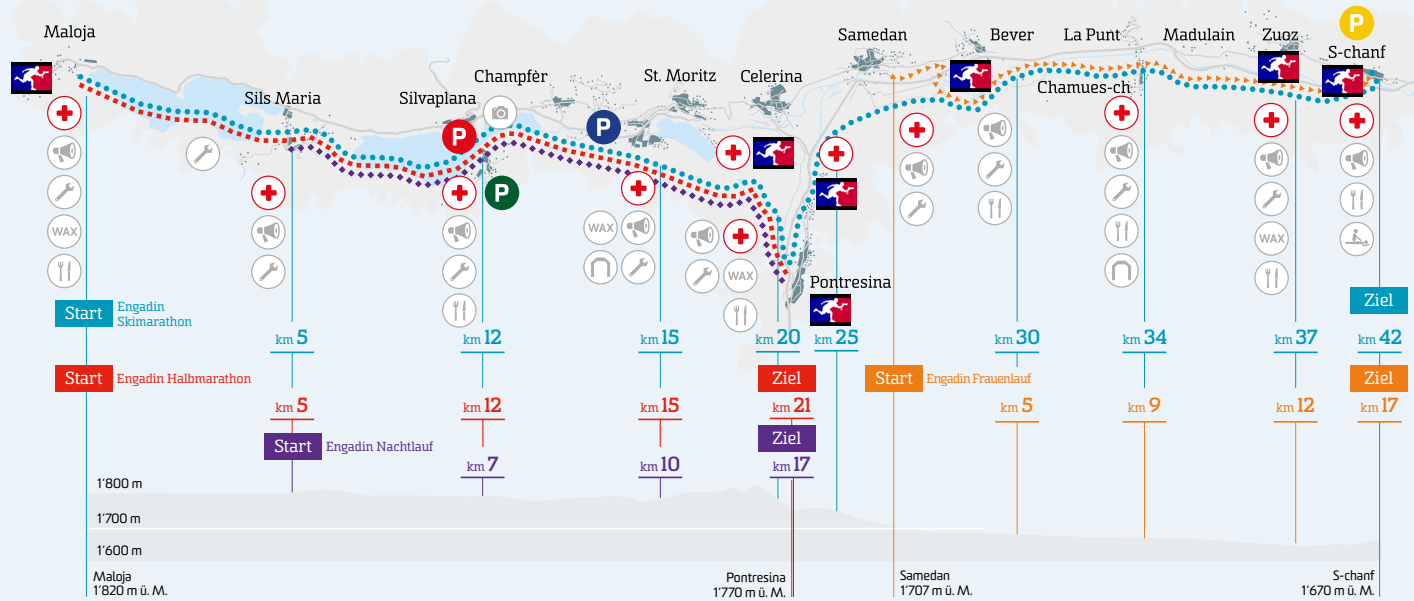 Maloja
Sils Maria
Silvaplana
Champfèr
St. Moritz
Celerina
Pontresina
Samedan
Bever
La Punt
Chamues-ch
Madulain
Zuoz
S-chanf
P
P
P
P
WAX
WAX
WAX
WAX
Start Engadin
Skimarathon
km 5
km 12
km 15
km 20
km 25
km 30
km 34
km 37
km 42
Ziel
Start Engadin Halbmarathon
km 5
km 12
km 15
Ziel
km 21
Start Engadin Frauenlauf
km 5
km 9
km 12
Ziel
km 17
Start Engadin Nachtlauf
km 7
km 10
Ziel
km 17
1'800 m
1'700 m
1'600 m
Maloja
1'820 m ü. M.
Pontresina
1'770 m ü. M.
Samedan
1'707 m ü. M.
S-chanf
1'670 m ü. M.